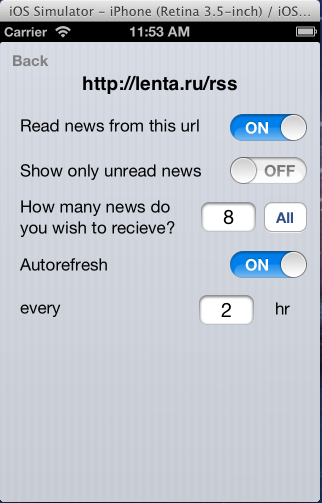 iOS Simulator – iPhone (Retina 3.5-inch) / iOS...
Carrier 11:53 AM
Back
http://lenta.ru/rss
Read news from this url ON
Show only unread news OFF
How many news do
you wish to recieve? 8 All
Autorefresh ON
every 2 hr